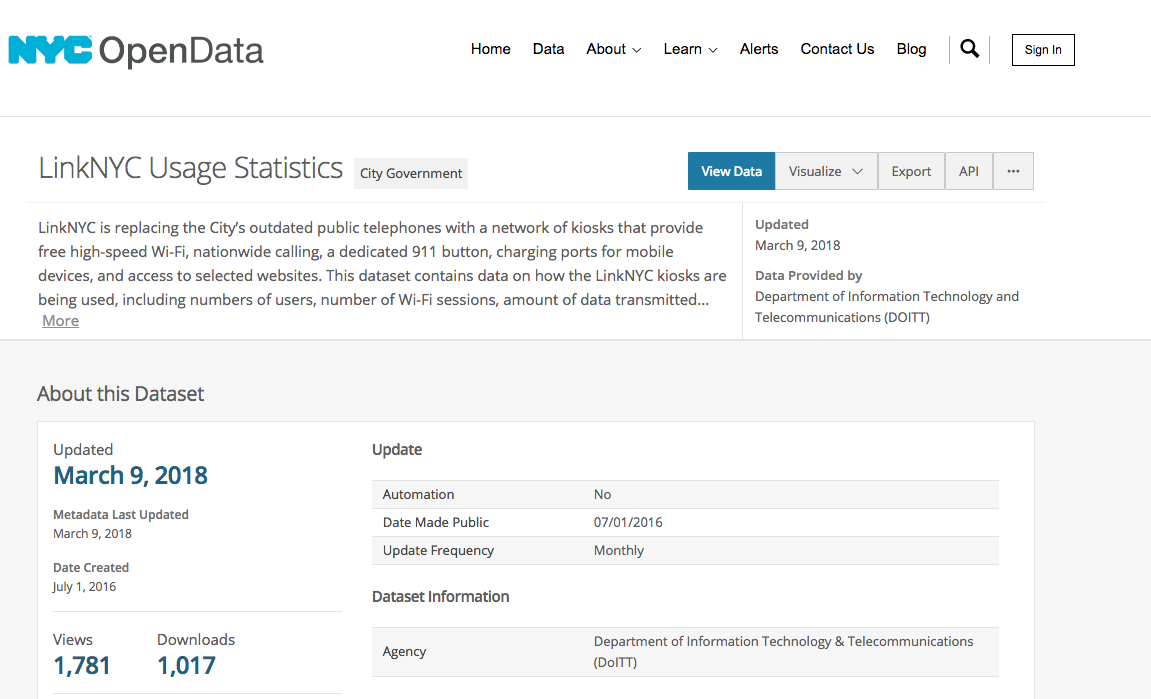 NYC OpenData
Home Data About Learn Alerts Contact Us Blog Sign In
LinkNYC Usage Statistics City Government
View Data Visualize Export API ...
LinkNYC is replacing the City's outdated public telephones with a network of kiosks that provide
free high-speed Wi-Fi, nationwide calling, a dedicated 911 button, charging ports for mobile
devices, and access to selected websites. This dataset contains data on how the LinkNYC kiosks are
being used, including numbers of users, number of Wi-Fi sessions, amount of data transmitted...
More
Updated
March 9, 2018
Data Provided by
Department of Information Technology and
Telecommunications (DOITT)
About this Dataset
Updated
March 9, 2018
Metadata Last Updated
March 9, 2018
Date Created
July 1, 2016
Views Downloads
1,781 1,017
Update
Automation No
Date Made Public 07/01/2016
Update Frequency Monthly
Dataset Information
Agency Department of Information Technology & Telecommunications
(DoITT)